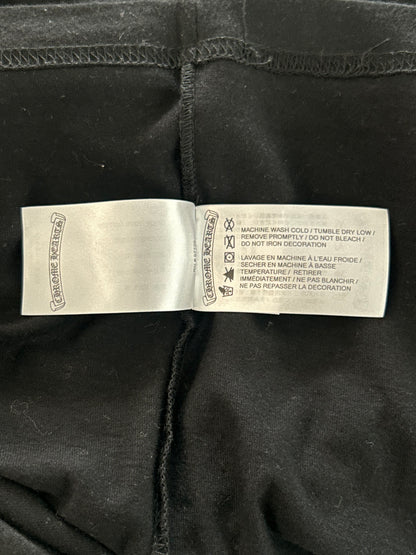 CHROME HEARTS
CHROME HEARTS
MACHINE WASH COLD / TUMBLE DRY LOW /
REMOVE PROMPTLY / DO NOT BLEACH /
DO NOT IRON DECORATION
LAVAGE EN MACHINE À L'EAU FROIDE /
SECHER EN MACHINE À BASSE
TEMPERATURE / RETIRER
IMMÉDIATEMENT / NE PAS BLANCHIR /
NE PAS REPASSER LA DECORATION